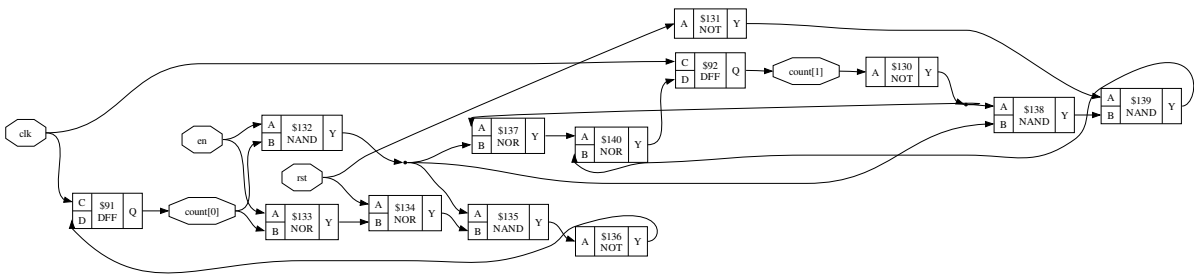 A $131 NOT Y
C D $92 DFF Q
count[1]
A $130 NOT Y
A B $139 NAND Y
A B $138 NAND Y
clk
en
A B $132 NAND Y
A B $137 NOR Y
A B $140 NOR Y
rst
C D $91 DFF Q
count[0]
A B $133 NOR Y
A B $134 NOR Y
A B $135 NAND Y
A $136 NOT Y